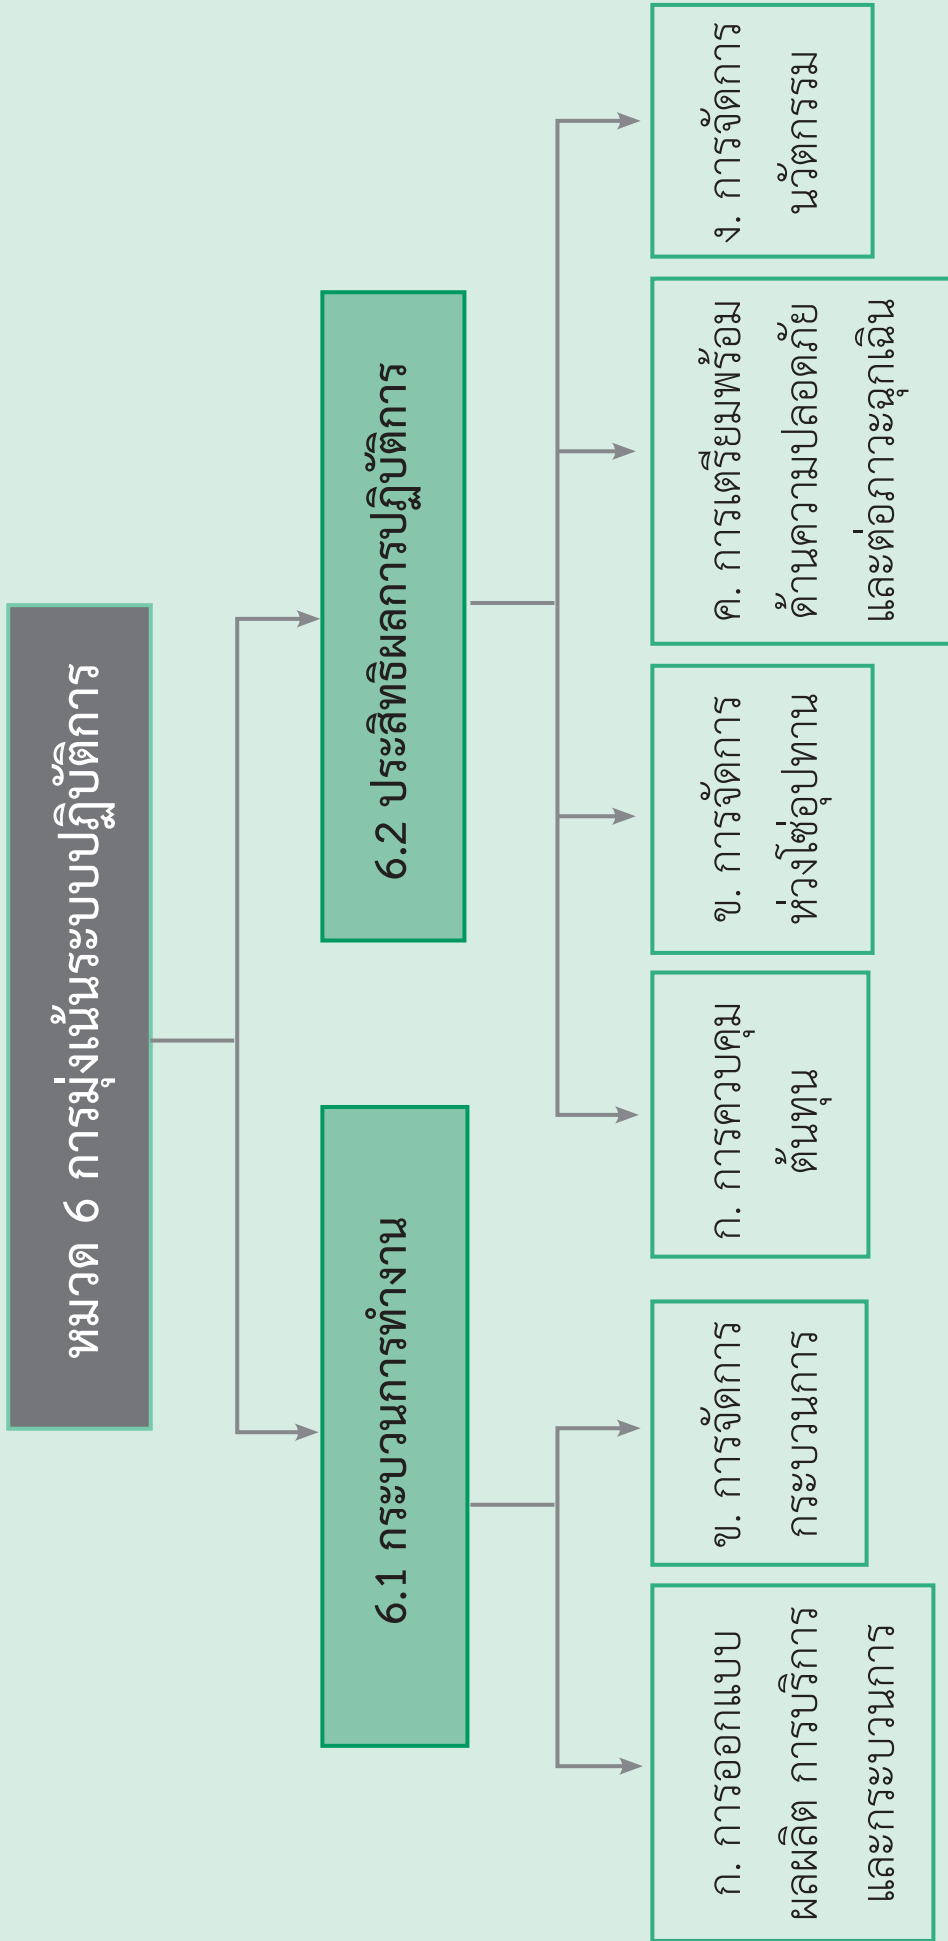 หมวด 6 การมุ่งเน้นระบบปฏิบัติการ
6.1 กระบวนการทำงาน
6.2 ประสิทธิผลการปฏิบัติการ
ก. การออกแบบ
ผลผลิต การบริการ
และกระบวนการ
ข. การจัดการ
กระบวนการ
ก. การควบคุม
ต้นทุน
ข. การจัดการ
ห่วงโซ่อุปทาน
ค. การเตรียมพร้อม
ด้านความปลอดภัย
และต่อภาวะฉุกเฉิน
ง. การจัดการ
นวัตกรรม